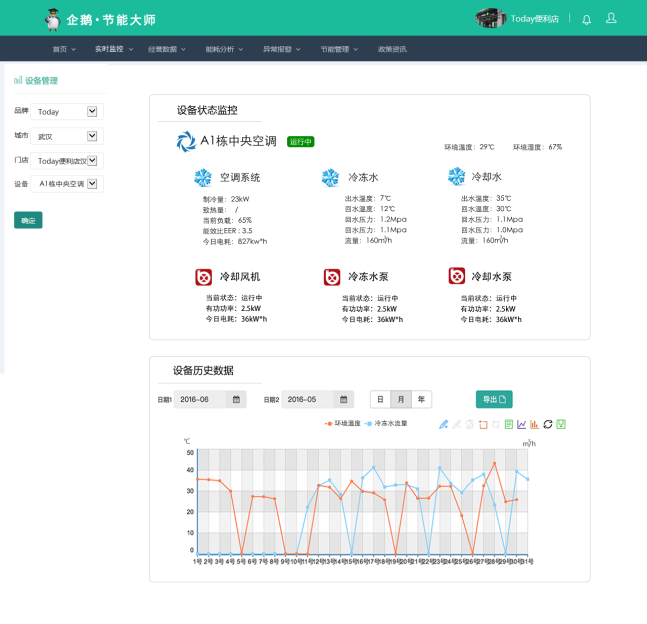 企鹅·节能大师
Today便利店
首页 实时监控 经营数据 能耗分析 异常报警 节能管理 政策资讯
设备管理
品牌 Today
城市 武汉
门店 Today便利店汉
设备 A1栋中央空调
确定
设备状态监控
A1栋中央空调 运行中
环境温度：29℃ 环境湿度：67%
空调系统
制冷量：23kW
致热量： /
当前负载：65%
能效比EER：3.5
今日电耗：827kw*h
冷冻水
出水温度：7℃
回水温度：12℃
回水压力：1.2Mpa
回水压力：1.1Mpa
流量：160m³/h
冷却水
出水温度：35℃
回水温度：30℃
回水压力：1.1Mpa
回水压力：1.0Mpa
流量：160m³/h
冷却风机
当前状态：运行中
有功功率：2.5kW
今日电耗：36kW*h
冷冻水泵
当前状态：运行中
有功功率：2.5kW
今日电耗：36kW*h
冷却水泵
当前状态：运行中
有功功率：2.5kW
今日电耗：36kW*h
设备历史数据
日期1 2016-06 日期2 2016-05 日 月 年 导出
环境温度 冷冻水流量
℃
m³/h
50
40
30
20
10
0
1号 2号 3号 4号 5号 6号 7号 8号 9号 10号 11号 12号 13号 14号 15号 16号 17号 18号 19号 20号 21号 22号 23号 24号 25号 26号 27号 28号 29号 30号 31号